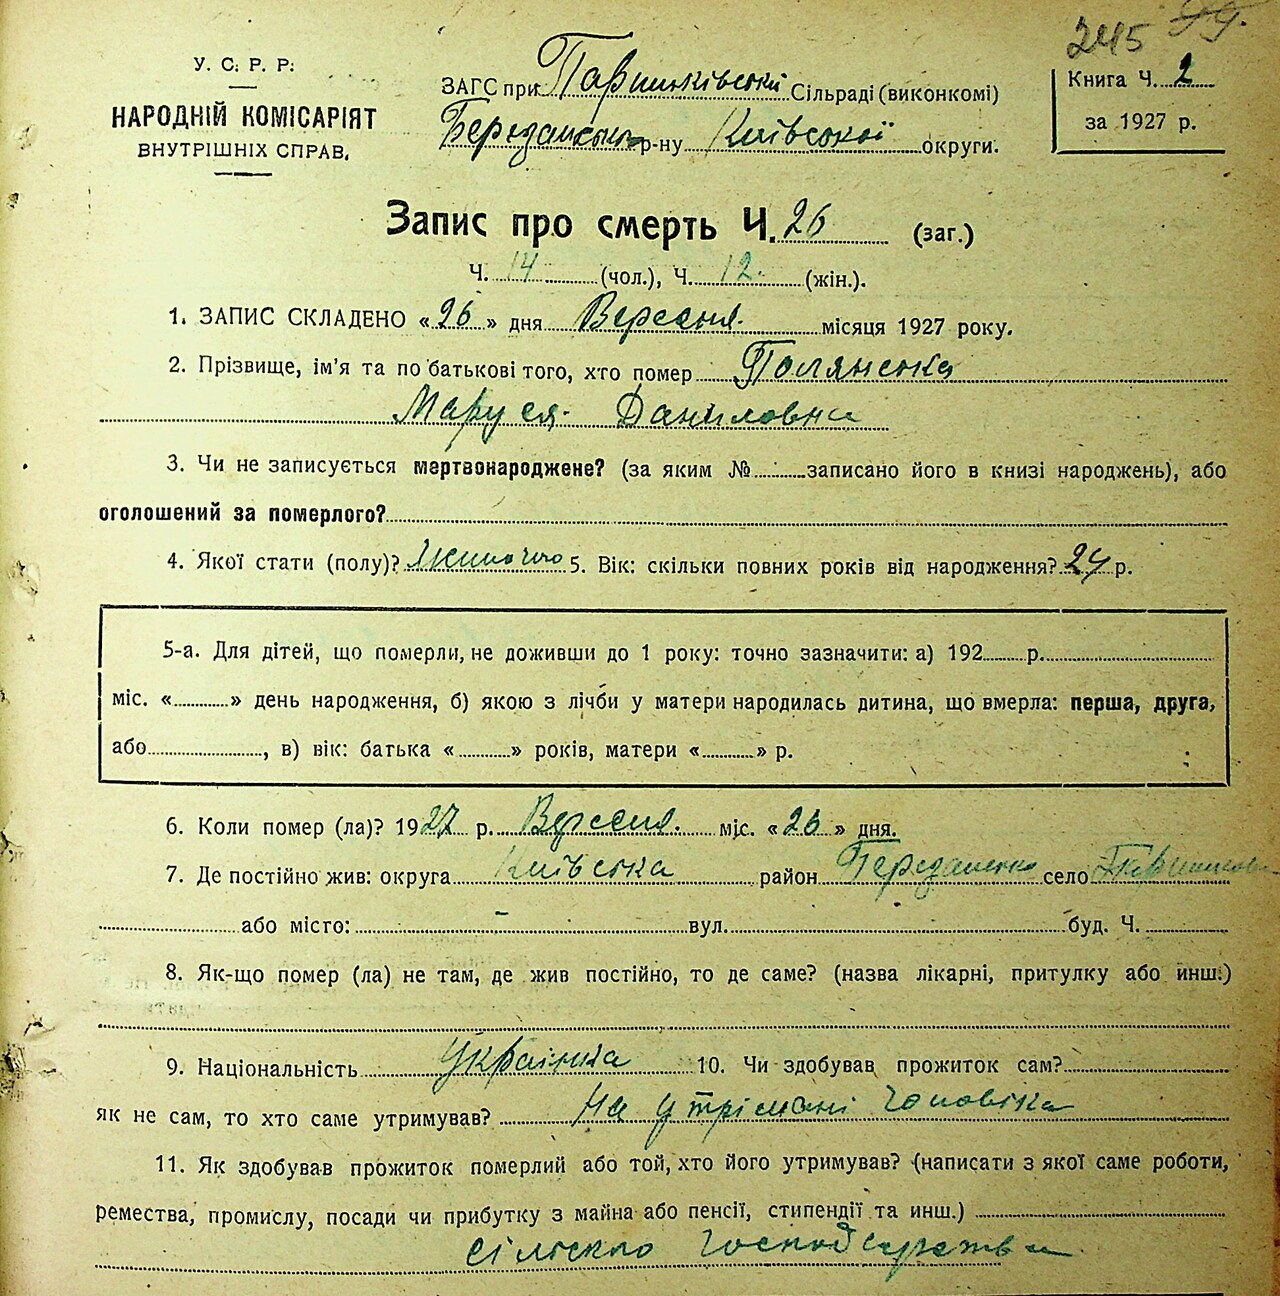 245
У. С. Р. Р.
НАРОДНІЙ КОМІСАРІЯТ
ВНУТРІШНІХ СПРАВ.
ЗАГС при Паришківській Сільраді (виконкомі)
р-ну Київської округи.
Книга Ч. 2
за 1927 р.
Запис про смерть Ч. 26 (заг.)
Ч. 14 (чол.), Ч. 12. (жін.).
1. ЗАПИС СКЛАДЕНО «26» дня Вересня. місяця 1927 року.
2. Прізвище, ім'я та по батькові того, хто помер Полянська
Маруся. Даниловна
3. Чи не записується мертвонароджене? (за яким № записано його в книзі народжень), або
оголошений за померлого?
4. Якої стати (полу)? 5. Вік: скільки повних років від народження? 24 р.
5-а. Для дітей, що померли, не доживши до 1 року: точно зазначити: а) 192 р.
міс. « » день народження, б) якою з лічби у матери народилась дитина, що вмерла: перша, друга,
або , в) вік: батька « » років, матери « » р.
6. Коли помер (ла)? 1927 р. Вересня. міс. «26» дня.
7. Де постійно жив: округа Київська район село
або місто: - вул. буд. Ч.
8. Як-що помер (ла) не там, де жив постійно, то де саме? (назва лікарні, притулку або инш.)
9. Національність Українка 10. Чи здобував прожиток сам?
як не сам, то хто саме утримував? На утрімані чоловіка
11. Як здобував прожиток померлий або той, хто його утримував? (написати з якої саме роботи,
ремества, промислу, посади чи прибутку з майна або пенсії, стипендії та инш.)
сільского господарства